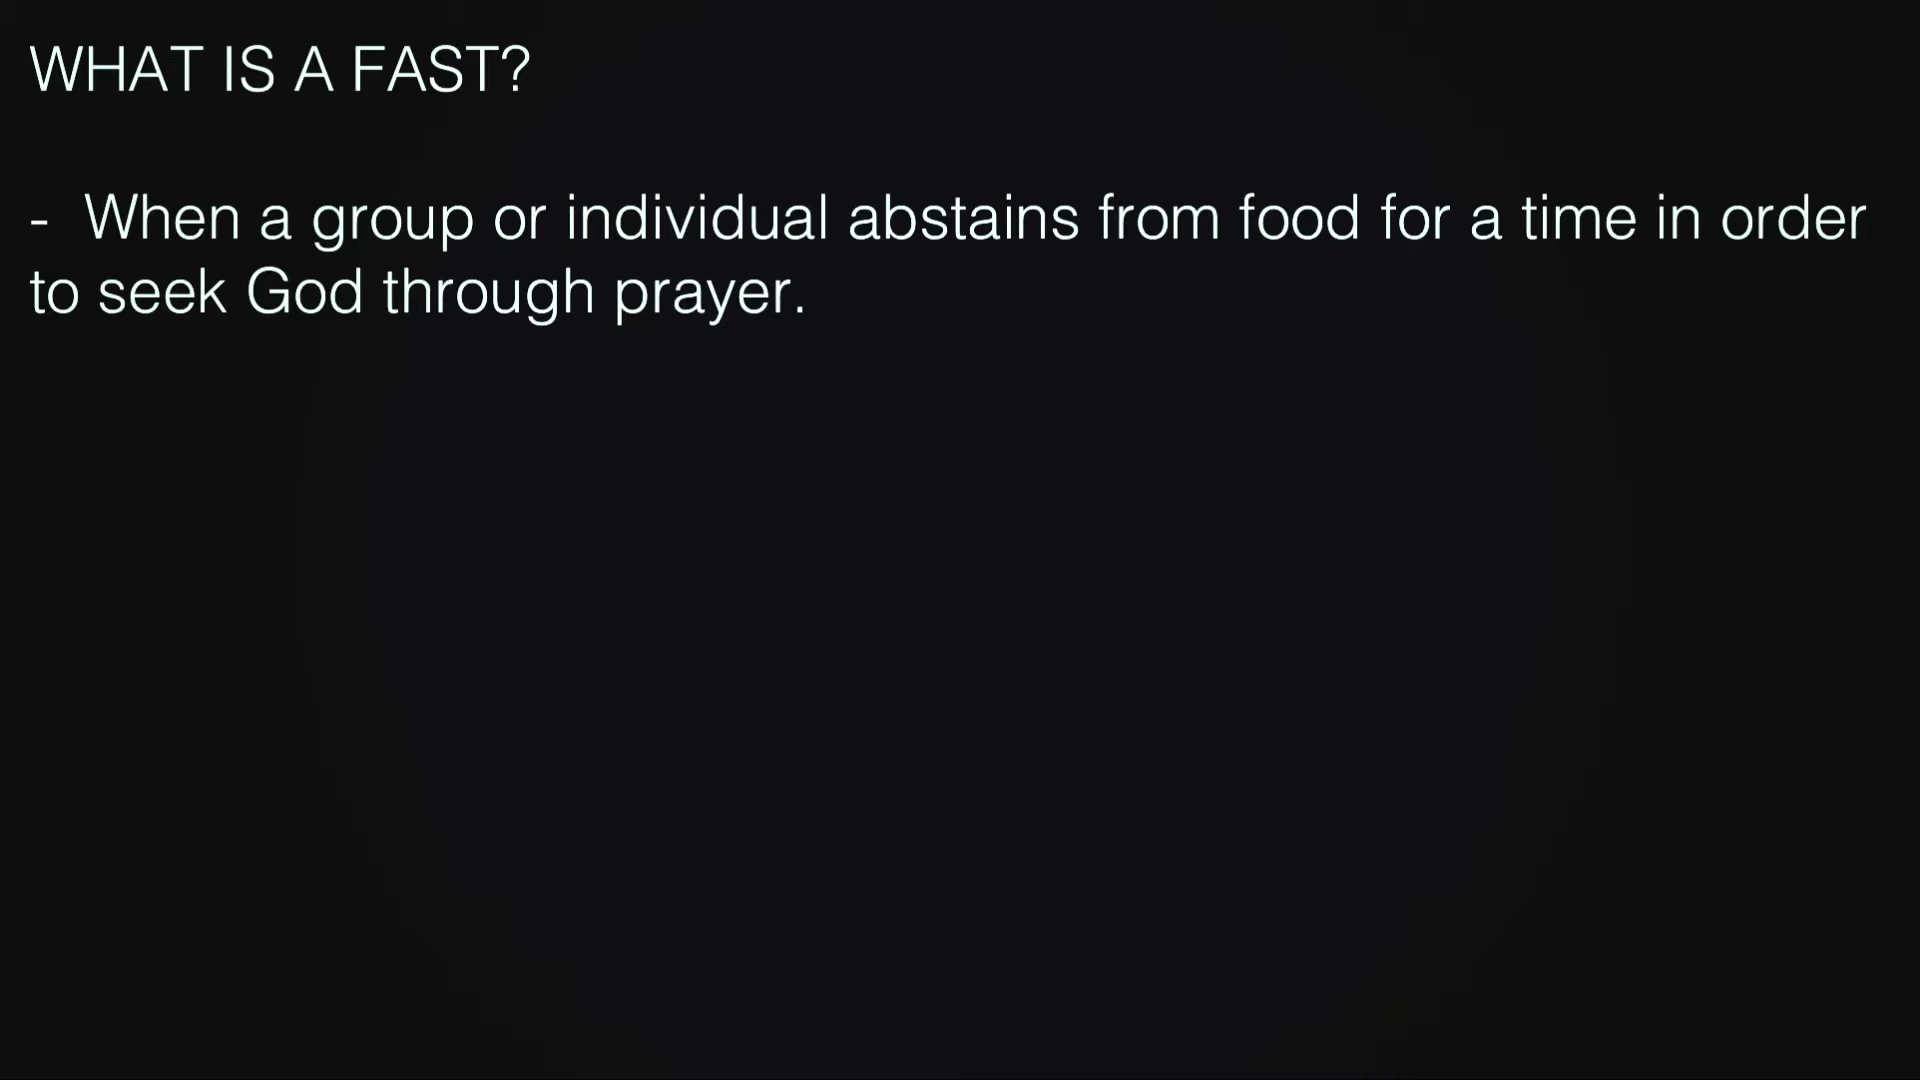 WHAT IS A FAST?
- When a group or individual abstains from food for a time in order
to seek God through prayer.